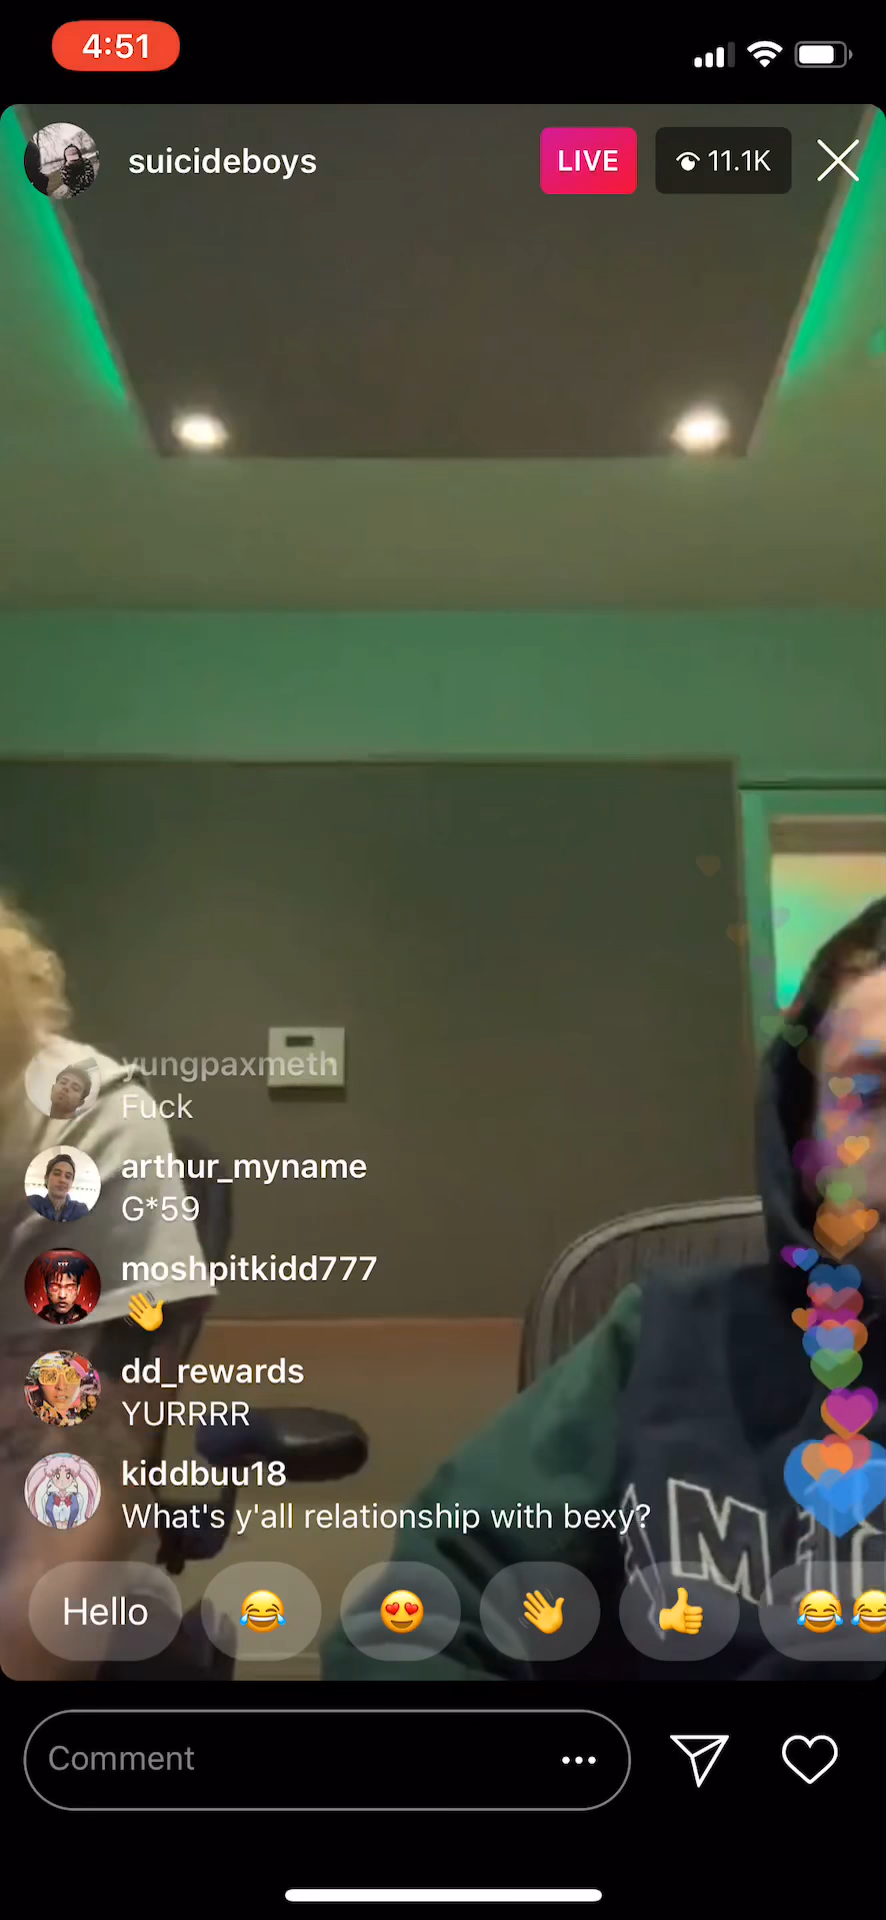 4:51
suicideboys
LIVE
11.1K
yungpaxmeth
Fuck
arthur_myname
G*59
moshpitkidd777
👋
dd_rewards
YURRRR
kiddbuu18
What's y'all relationship with bexy?
Hello 😂 😍 👋 👍 😂😂
Comment